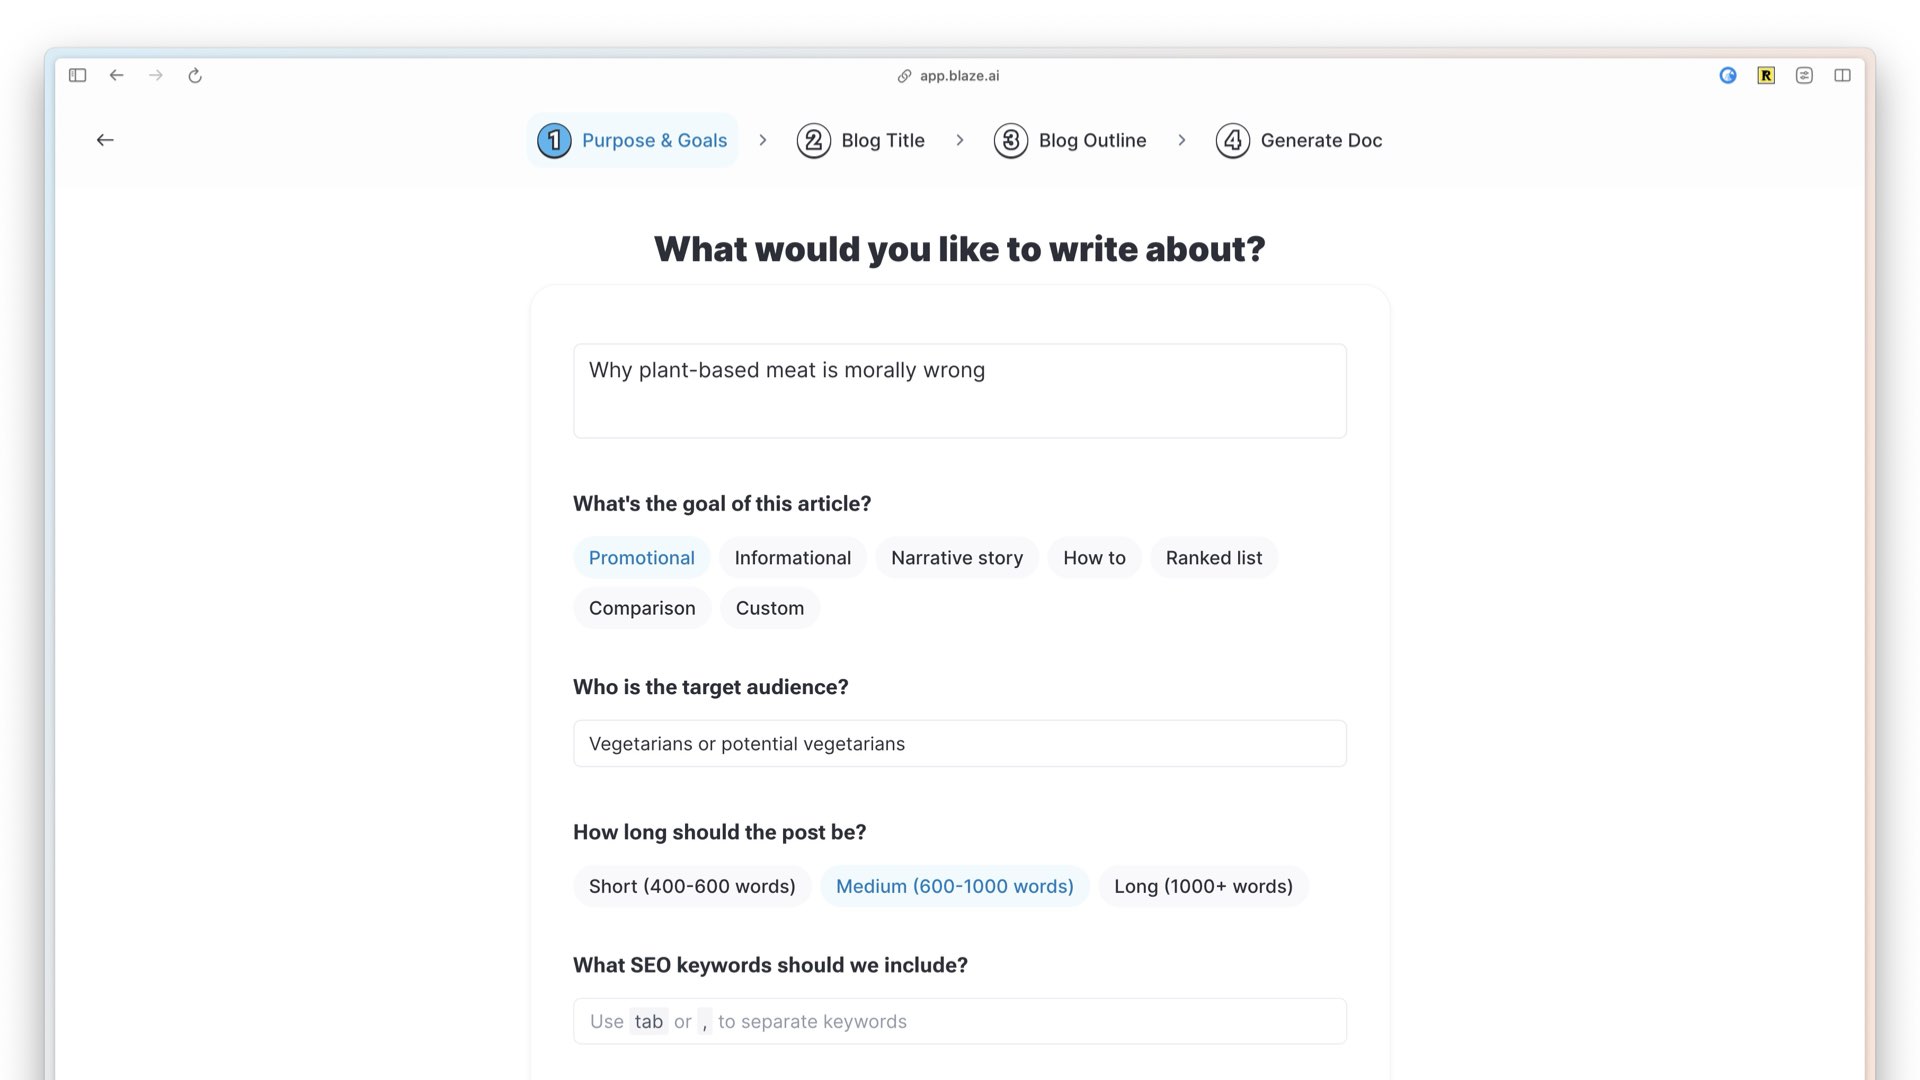 app.blaze.ai
R
1 Purpose & Goals > 2 Blog Title > 3 Blog Outline > 4 Generate Doc
What would you like to write about?
Why plant-based meat is morally wrong
What's the goal of this article?
Promotional Informational Narrative story How to Ranked list
Comparison Custom
Who is the target audience?
Vegetarians or potential vegetarians
How long should the post be?
Short (400-600 words) Medium (600-1000 words) Long (1000+ words)
What SEO keywords should we include?
Use tab or , to separate keywords